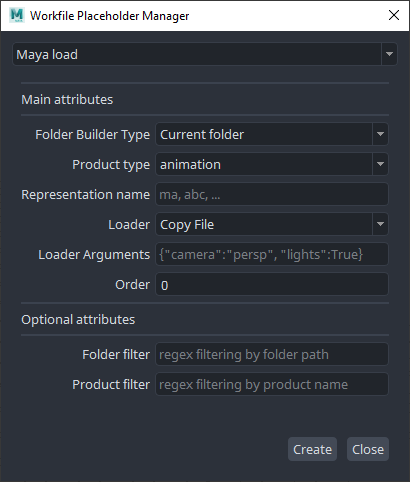 Workfile Placeholder Manager
Maya load
Main attributes
Folder Builder Type Current folder
Product type animation
Representation name ma, abc, ...
Loader Copy File
Loader Arguments {"camera":"persp", "lights":True}
Order 0
Optional attributes
Folder filter regex filtering by folder path
Product filter regex filtering by product name
Create Close